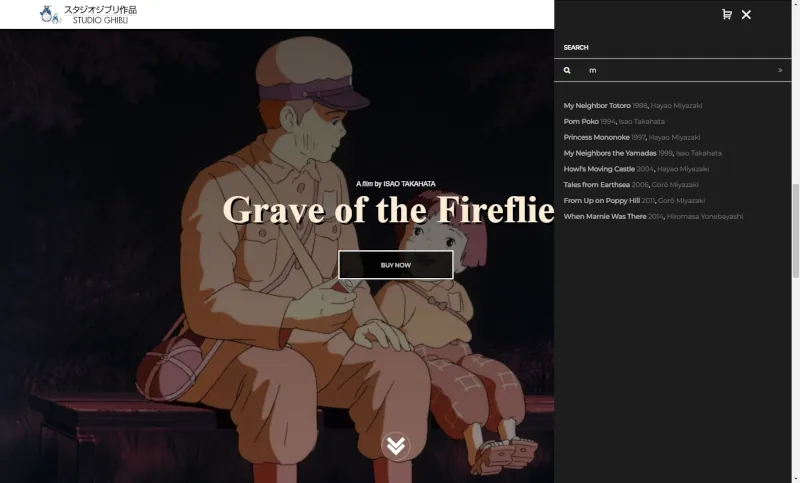 スタジオジブリ作品
STUDIO GHIBLI
A film by ISAO TAKAHATA
Grave of the Fireflie
BUY NOW
SEARCH
m
My Neighbor Totoro 1988, Hayao Miyazaki
Pom Poko 1994, Isao Takahata
Princess Mononoke 1997, Hayao Miyazaki
My Neighbors the Yamadas 1999, Isao Takahata
Howl's Moving Castle 2004, Hayao Miyazaki
Tales from Earthsea 2006, Gorō Miyazaki
From Up on Poppy Hill 2011, Gorō Miyazaki
When Marnie Was There 2014, Hiromasa Yonebayashi